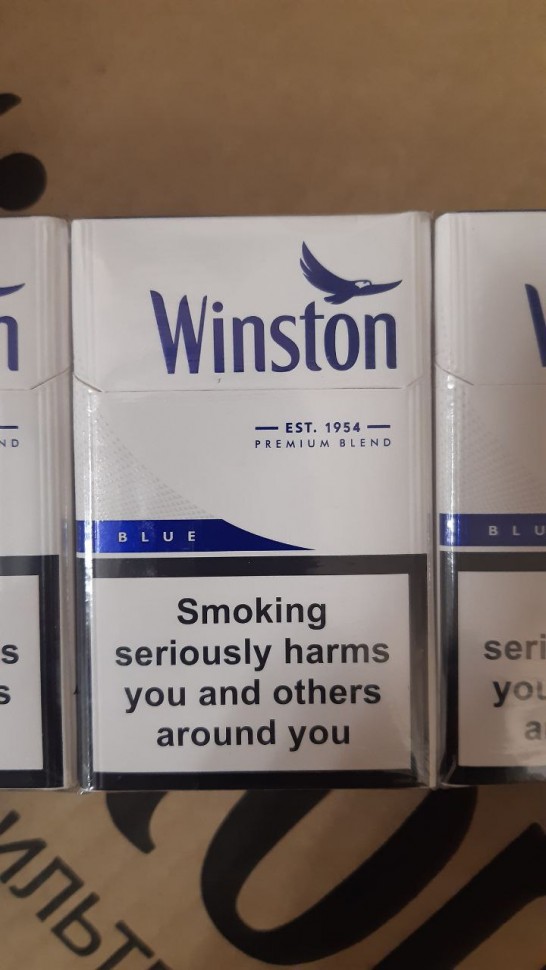 Winston
EST. 1954
PREMIUM BLEND
BLUE
Smoking
seriously harms
you and others
around you